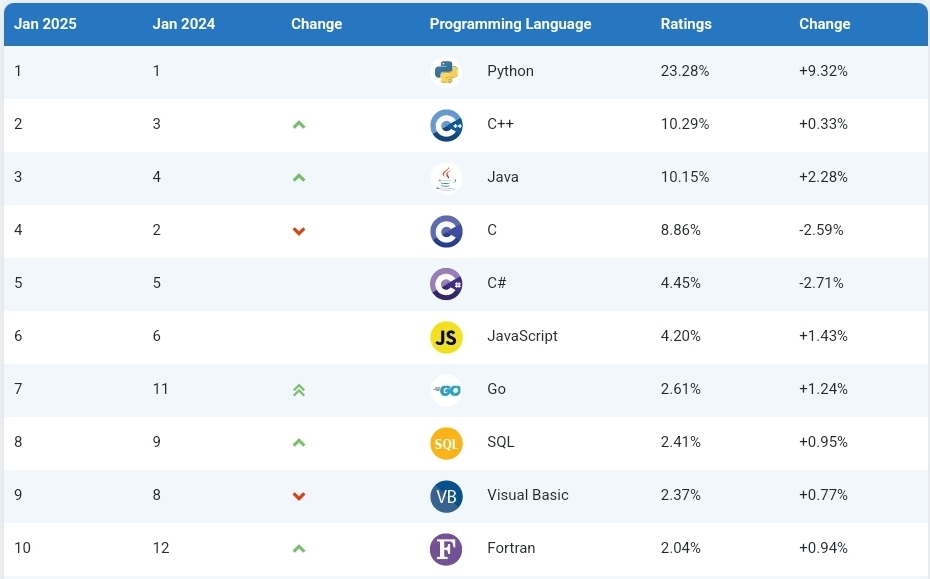 Jan 2025 Jan 2024 Change Programming Language Ratings Change
1 1 Python 23.28% +9.32%
2 3 C++ C++ 10.29% +0.33%
3 4 Java 10.15% +2.28%
4 2 C C 8.86% -2.59%
5 5 C# C# 4.45% -2.71%
6 6 JS JavaScript 4.20% +1.43%
7 11 GO Go 2.61% +1.24%
8 9 SQL SQL 2.41% +0.95%
9 8 VB Visual Basic 2.37% +0.77%
10 12 F Fortran 2.04% +0.94%